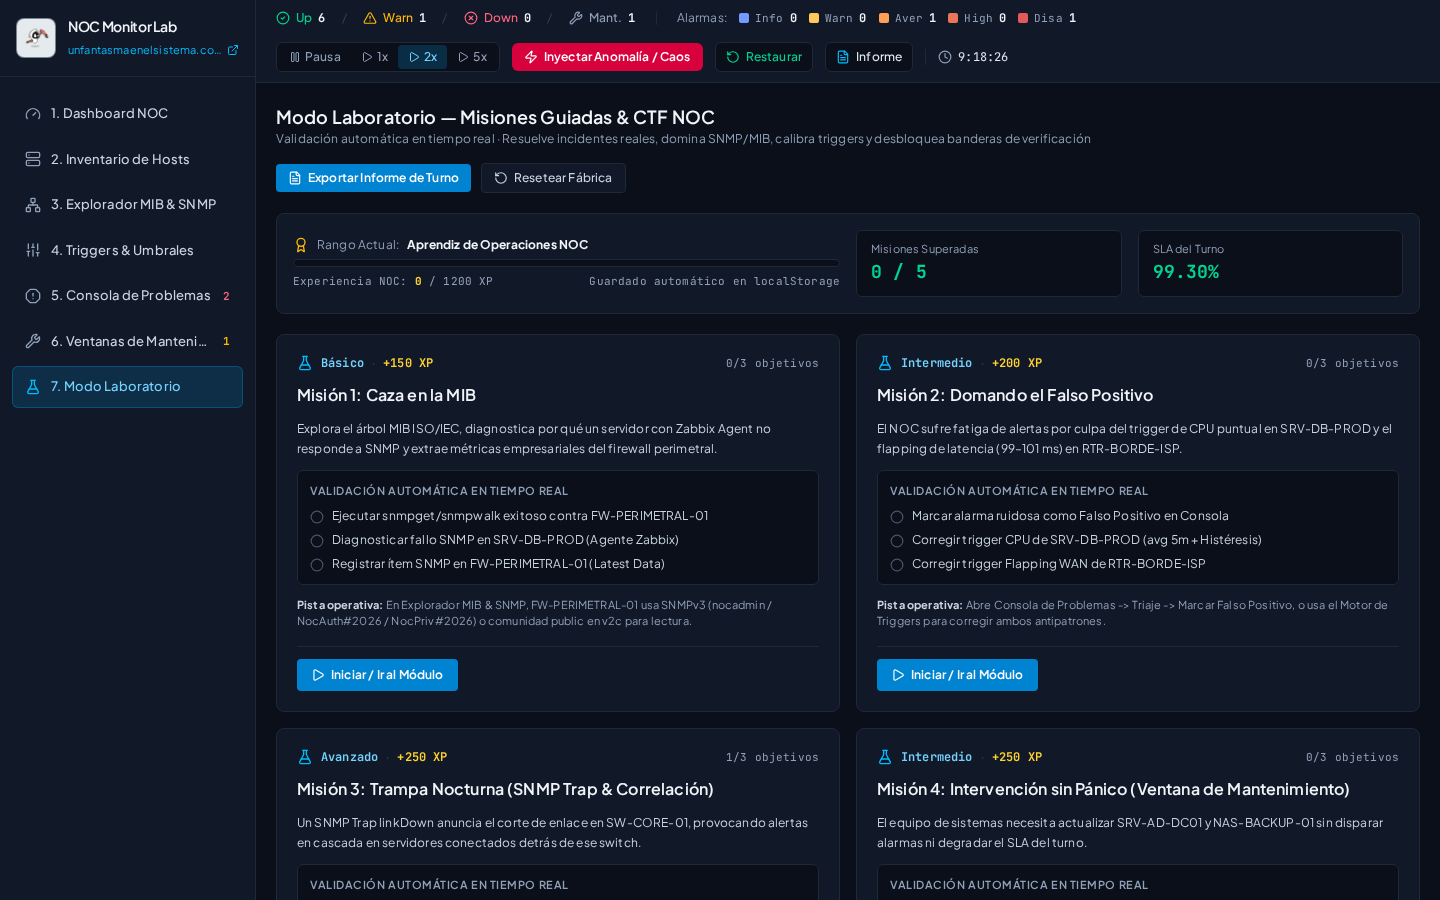 NOC MonitorLab
unfantasmaenelsistema.co...
1. Dashboard NOC
2. Inventario de Hosts
3. Explorador MIB & SNMP
4. Triggers & Umbrales
5. Consola de Problemas 2
6. Ventanas de Manteni... 1
7. Modo Laboratorio
Up 6 / Warn 1 / Down 0 / Mant. 1 Alarmas: Info 0 Warn 0 Aver 1 High 0 Disa 1
Pausa 1x 2x 5x Inyectar Anomalía / Caos Restaurar Informe 9:18:26
Modo Laboratorio — Misiones Guiadas & CTF NOC
Validación automática en tiempo real · Resuelve incidentes reales, domina SNMP/MIB, calibra triggers y desbloquea banderas de verificación
Exportar Informe de Turno Resetear Fábrica
Rango Actual: Aprendiz de Operaciones NOC
Experiencia NOC: 0 / 1200 XP Guardado automático en localStorage
Misiones Superadas
0 / 5
SLA del Turno
99.30%
Básico · +150 XP 0/3 objetivos
Misión 1: Caza en la MIB
Explora el árbol MIB ISO/IEC, diagnostica por qué un servidor con Zabbix Agent no
responde a SNMP y extrae métricas empresariales del firewall perimetral.
VALIDACIÓN AUTOMÁTICA EN TIEMPO REAL
Ejecutar snmpget/snmpwalk exitoso contra FW-PERIMETRAL-01
Diagnosticar fallo SNMP en SRV-DB-PROD (Agente Zabbix)
Registrar ítem SNMP en FW-PERIMETRAL-01 (Latest Data)
Pista operativa: En Explorador MIB & SNMP, FW-PERIMETRAL-01 usa SNMPv3 (nocadmin /
NocAuth#2026 / NocPriv#2026) o comunidad public en v2c para lectura.
Iniciar / Ir al Módulo
Intermedio · +200 XP 0/3 objetivos
Misión 2: Domando el Falso Positivo
El NOC sufre fatiga de alertas por culpa del trigger de CPU puntual en SRV-DB-PROD y el
flapping de latencia (99–101 ms) en RTR-BORDE-ISP.
VALIDACIÓN AUTOMÁTICA EN TIEMPO REAL
Marcar alarma ruidosa como Falso Positivo en Consola
Corregir trigger CPU de SRV-DB-PROD (avg 5m + Histéresis)
Corregir trigger Flapping WAN de RTR-BORDE-ISP
Pista operativa: Abre Consola de Problemas -> Triaje -> Marcar Falso Positivo, o usa el Motor de
Triggers para corregir ambos antipatrones.
Iniciar / Ir al Módulo
Avanzado · +250 XP 1/3 objetivos
Misión 3: Trampa Nocturna (SNMP Trap & Correlación)
Un SNMP Trap linkDown anuncia el corte de enlace en SW-CORE-01, provocando alertas
en cascada en servidores conectados detrás de ese switch.
VALIDACIÓN AUTOMÁTICA EN TIEMPO REAL
Intermedio · +250 XP 0/3 objetivos
Misión 4: Intervención sin Pánico (Ventana de Mantenimiento)
El equipo de sistemas necesita actualizar SRV-AD-DC01 y NAS-BACKUP-01 sin disparar
alarmas ni degradar el SLA del turno.
VALIDACIÓN AUTOMÁTICA EN TIEMPO REAL